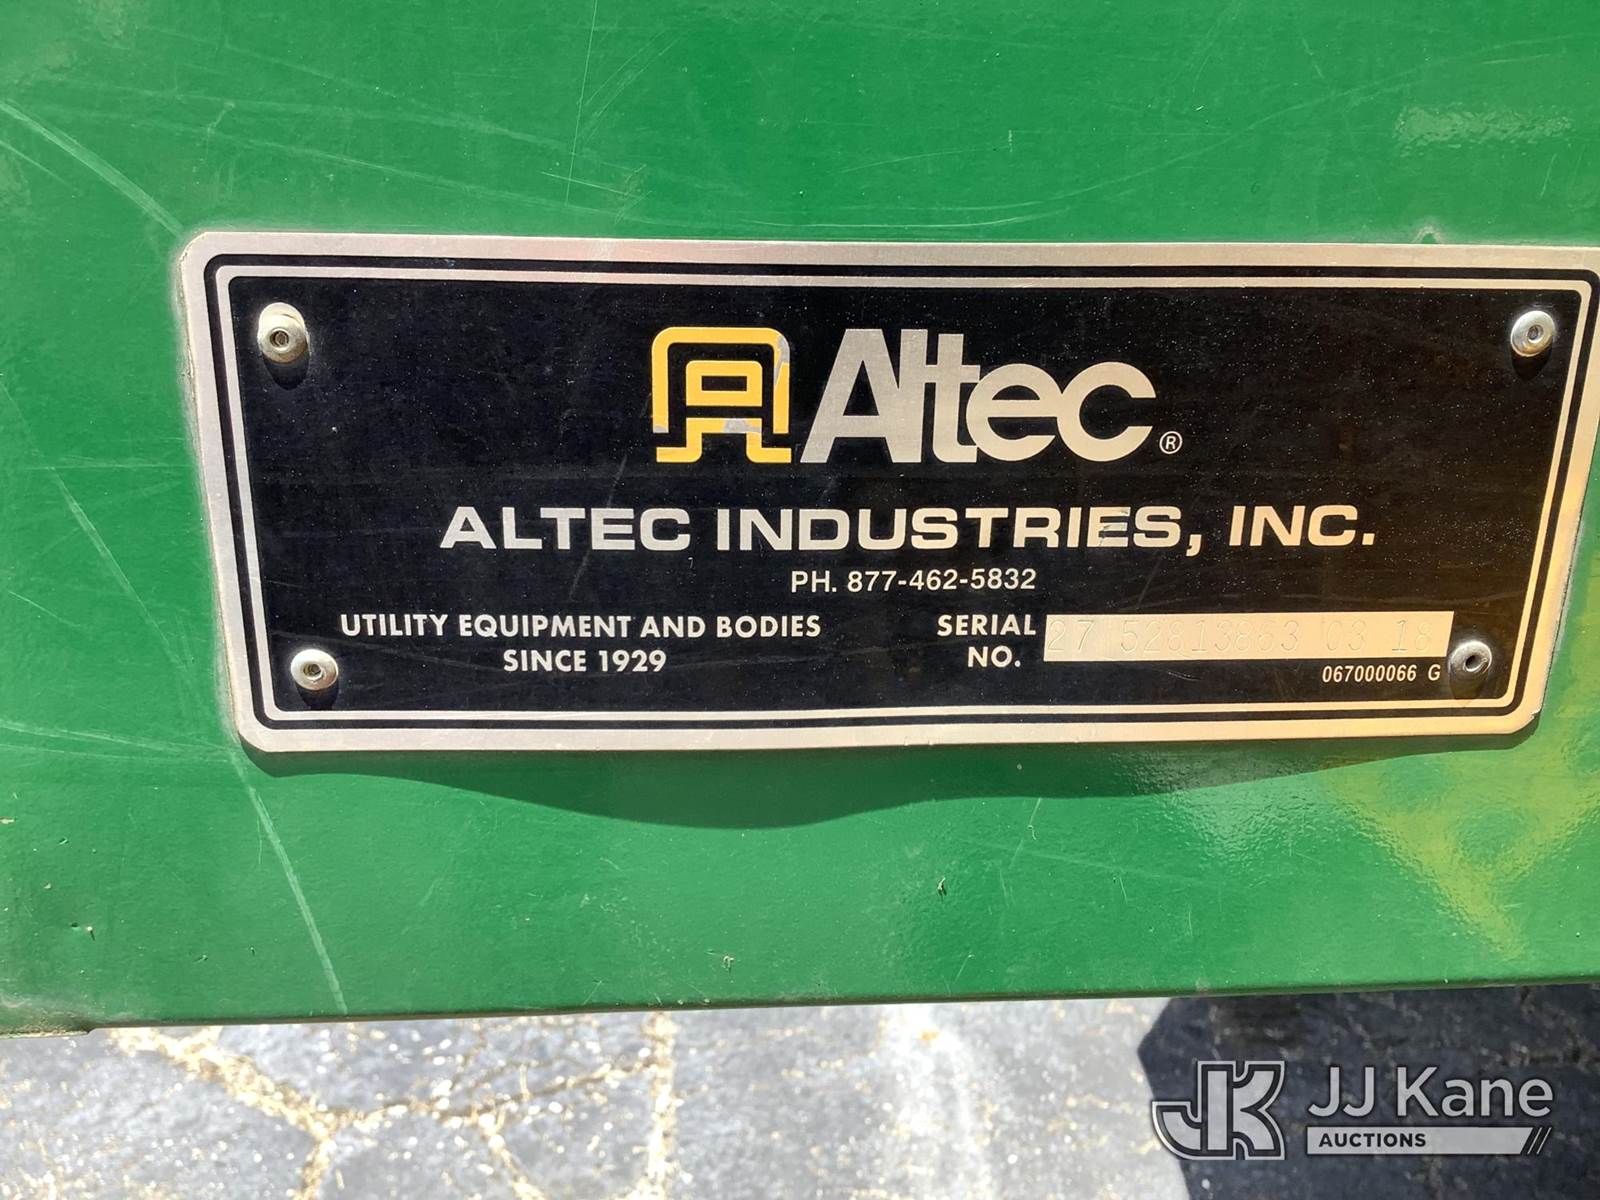 Altec®
ALTEC INDUSTRIES, INC.
PH. 877-462-5832
UTILITY EQUIPMENT AND BODIES
SINCE 1929
SERIAL
NO.
27 52813863 03 18
067000066 G
JK JJ Kane
AUCTIONS